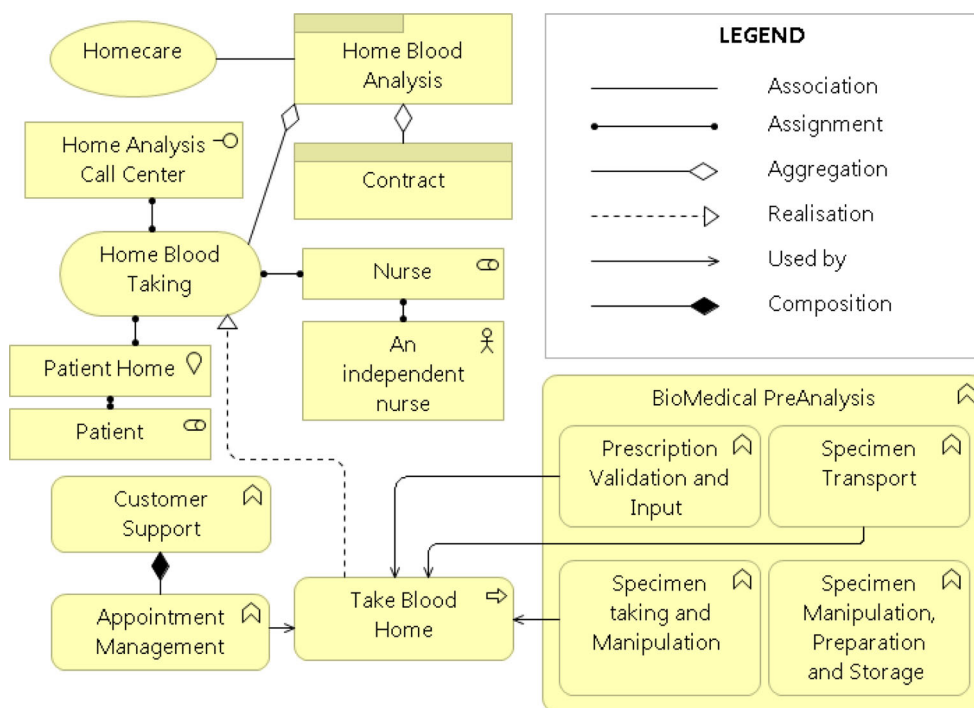 Homecare
Home Blood
Analysis
Contract
Home Analysis
Call Center
Home Blood
Taking
Nurse
An
independent
nurse
Patient Home
Patient
Customer
Support
Appointment
Management
Take Blood
Home
LEGEND
Association
Assignment
Aggregation
Realisation
Used by
Composition
BioMedical PreAnalysis
Prescription
Validation and
Input
Specimen
Transport
Specimen
taking and
Manipulation
Specimen
Manipulation,
Preparation
and Storage